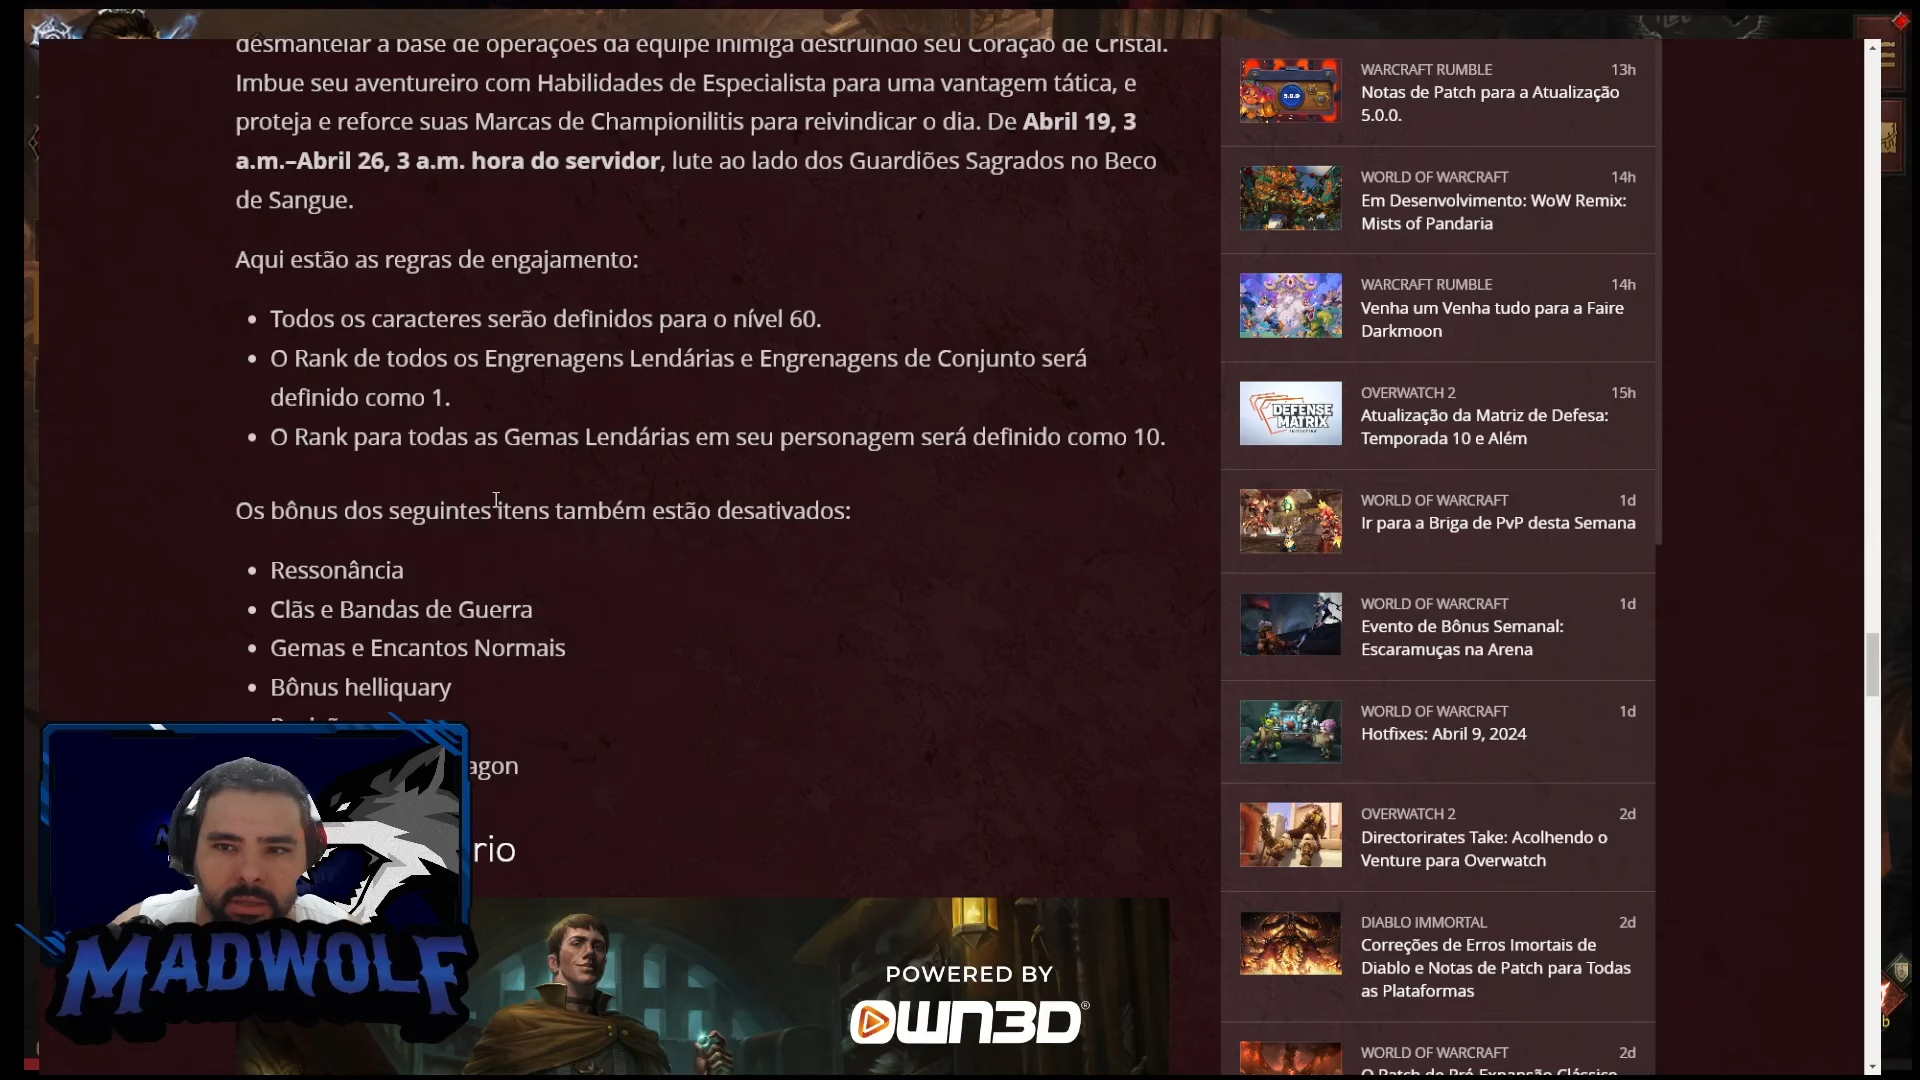 desmantelar a base de operações da equipe inimiga destruindo seu Coração de Cristal.
Imbue seu aventureiro com Habilidades de Especialista para uma vantagem tática, e
proteja e reforce suas Marcas de Championilitis para reivindicar o dia. De Abril 19, 3
a.m.–Abril 26, 3 a.m. hora do servidor, lute ao lado dos Guardiões Sagrados no Beco
de Sangue.
Aqui estão as regras de engajamento:
• Todos os caracteres serão definidos para o nível 60.
• O Rank de todos os Engrenagens Lendárias e Engrenagens de Conjunto será
definido como 1.
• O Rank para todas as Gemas Lendárias em seu personagem será definido como 10.
Os bônus dos seguintes itens também estão desativados:
• Ressonância
• Clãs e Bandas de Guerra
• Gemas e Encantos Normais
• Bônus helliquary
agon
rio
MADWOLF
POWERED BY
OWN3D®
WARCRAFT RUMBLE 13h
Notas de Patch para a Atualização
5.0.0.
WORLD OF WARCRAFT 14h
Em Desenvolvimento: WoW Remix:
Mists of Pandaria
WARCRAFT RUMBLE 14h
Venha um Venha tudo para a Faire
Darkmoon
DEFENSE
MATRIX
OVERWATCH 2 15h
Atualização da Matriz de Defesa:
Temporada 10 e Além
WORLD OF WARCRAFT 1d
Ir para a Briga de PvP desta Semana
WORLD OF WARCRAFT 1d
Evento de Bônus Semanal:
Escaramuças na Arena
WORLD OF WARCRAFT 1d
Hotfixes: Abril 9, 2024
OVERWATCH 2 2d
Directorirates Take: Acolhendo o
Venture para Overwatch
DIABLO IMMORTAL 2d
Correções de Erros Imortais de
Diablo e Notas de Patch para Todas
as Plataformas
WORLD OF WARCRAFT 2d
O Patch de Pré-Expansão Clássico